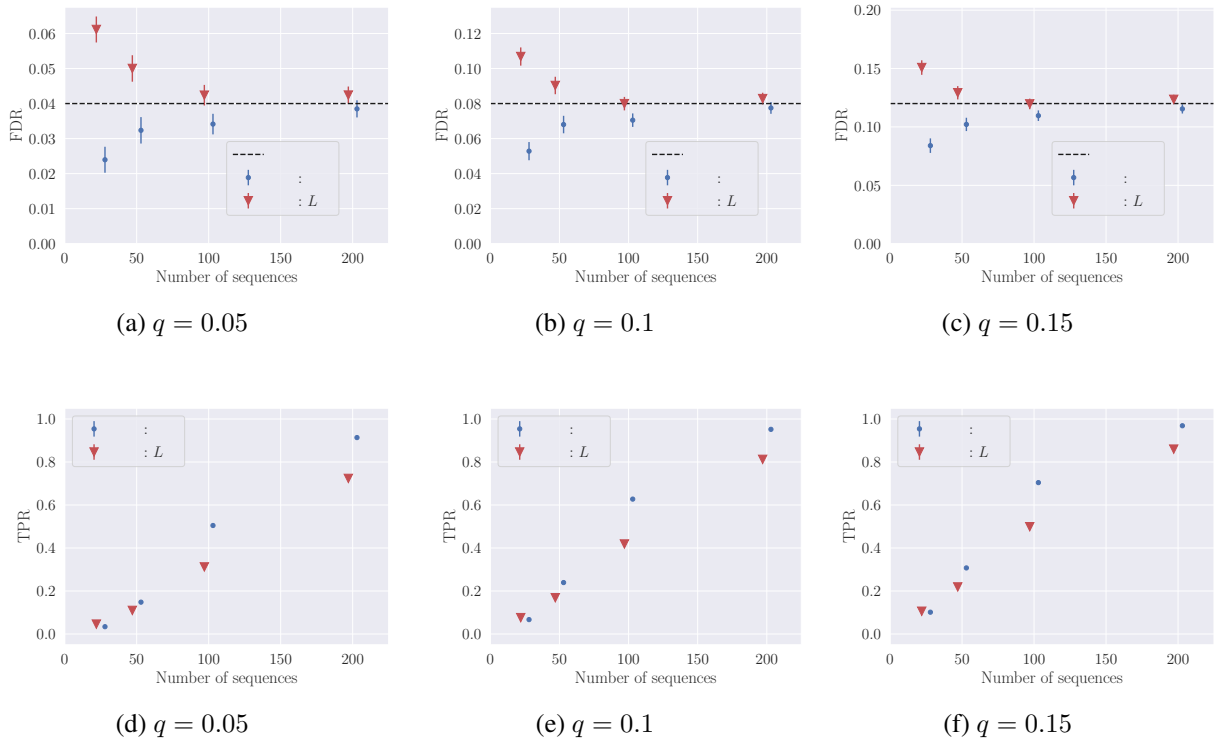 FDR
0.06
0.05
0.04
0.03
0.02
0.01
0.00
:
: L
0 50 100 150 200
Number of sequences
(a) q = 0.05
FDR
0.12
0.10
0.08
0.06
0.04
0.02
0.00
:
: L
0 50 100 150 200
Number of sequences
(b) q = 0.1
FDR
0.20
0.15
0.10
0.05
0.00
:
: L
0 50 100 150 200
Number of sequences
(c) q = 0.15
TPR
1.0
0.8
0.6
0.4
0.2
0.0
:
: L
0 50 100 150 200
Number of sequences
(d) q = 0.05
TPR
1.0
0.8
0.6
0.4
0.2
0.0
:
: L
0 50 100 150 200
Number of sequences
(e) q = 0.1
TPR
1.0
0.8
0.6
0.4
0.2
0.0
:
: L
0 50 100 150 200
Number of sequences
(f) q = 0.15